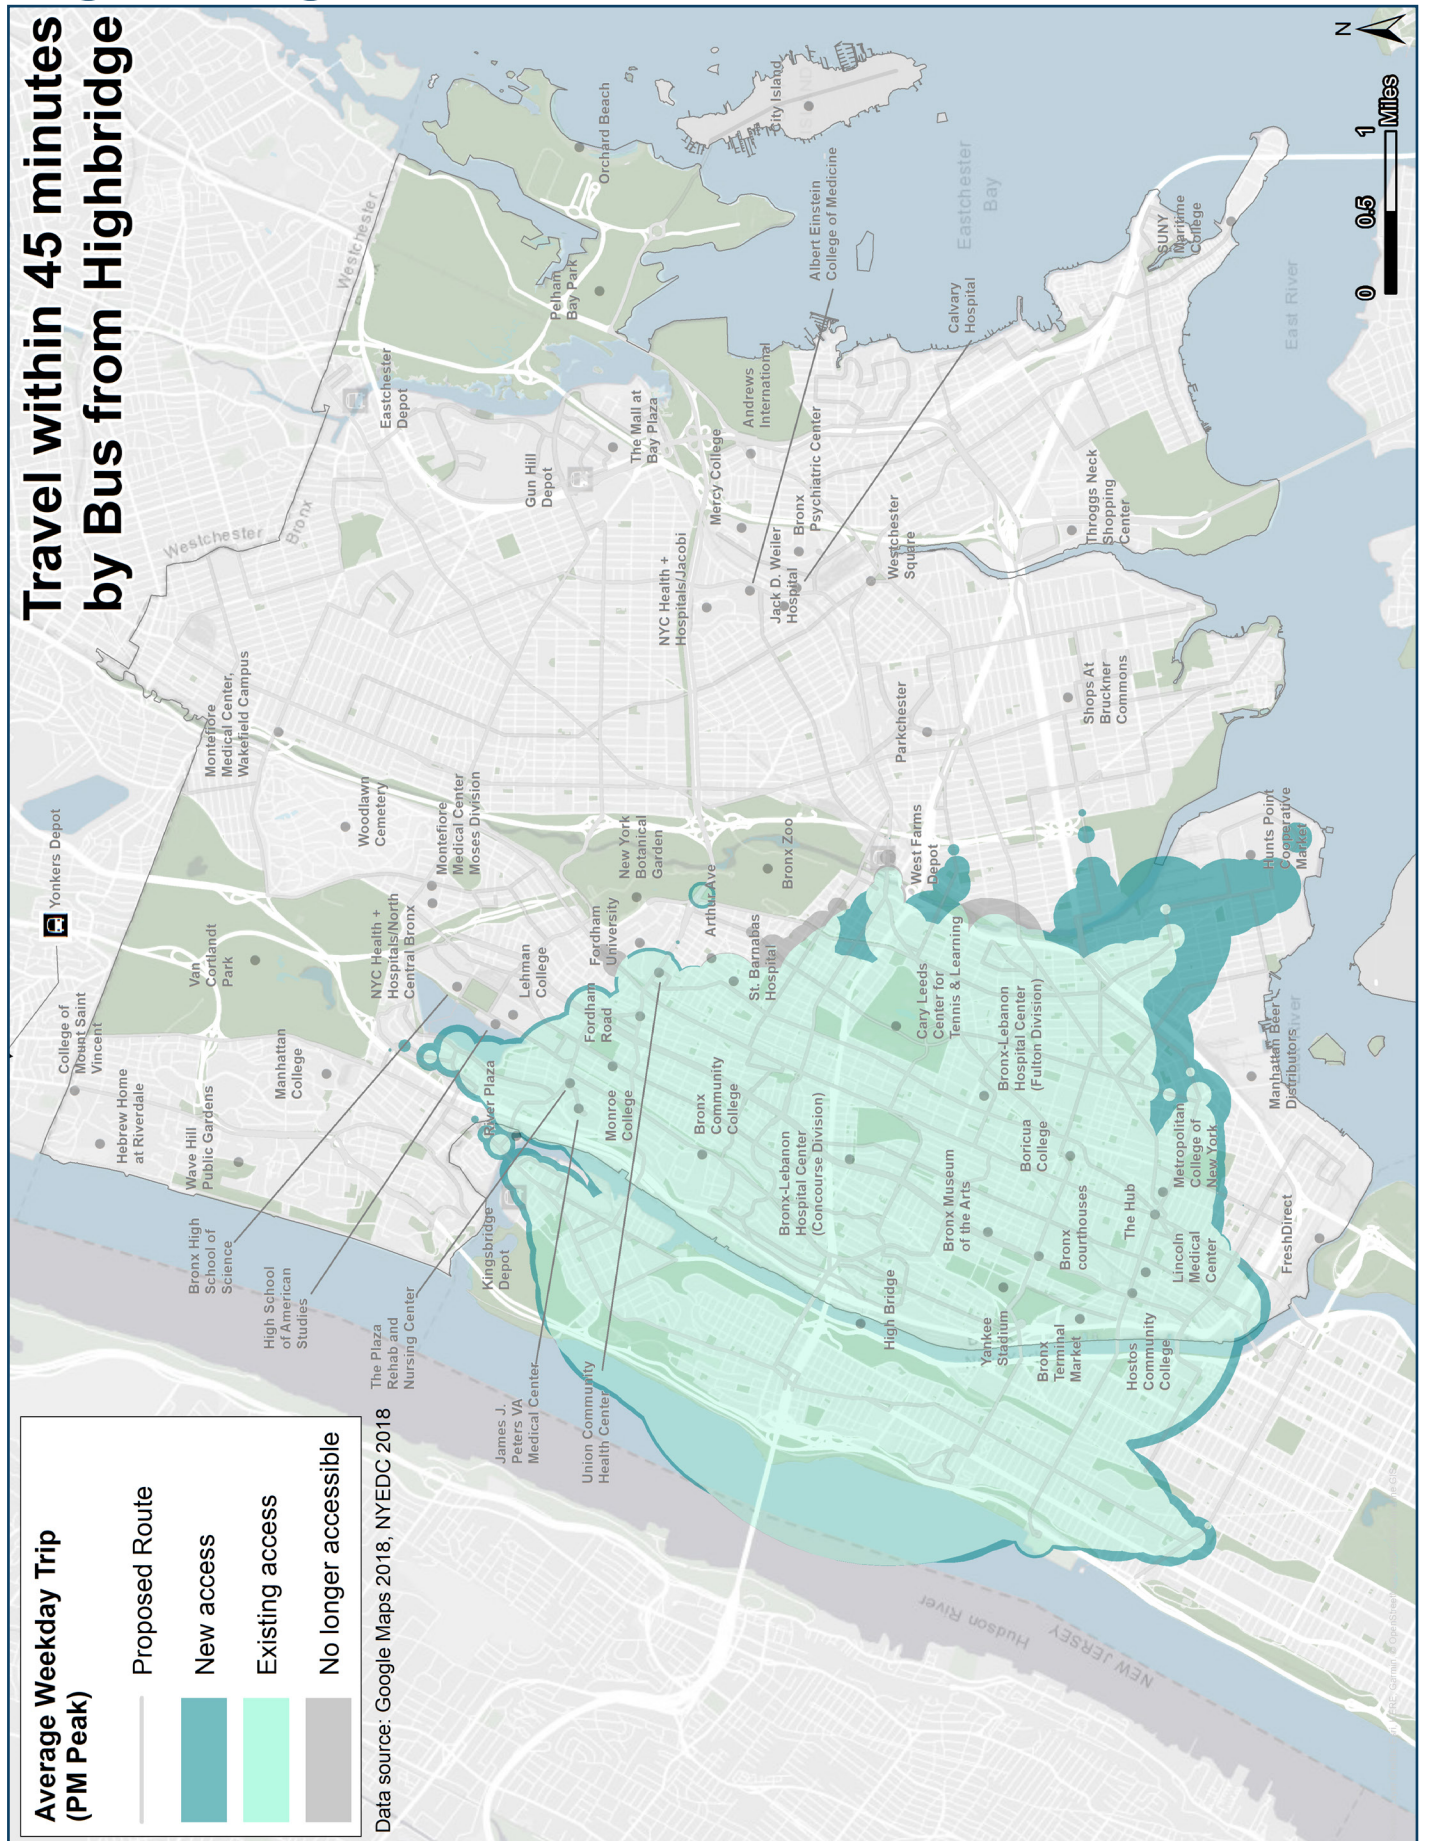 Travel within 45 minutes
by Bus from Highbridge
Average Weekday Trip
(PM Peak)
Proposed Route
New access
Existing access
No longer accessible
Data source: Google Maps 2018, NYEDC 2018
N
0 0.5 1
Miles
Yonkers Depot
College of
Mount Saint
Vincent
Hebrew Home
at Riverdale
Wave Hill
Public Gardens
Manhattan
College
Van
Cortlandt
Park
Bronx High
School of
Science
High School
of American
Studies
The Plaza
Rehab and
Nursing Center
James J.
Peters VA
Medical Center
Union Community
Health Center
Kingsbridge
Depot
River Plaza
NYC Health +
Hospitals/North
Central Bronx
Montefiore
Medical Center
Moses Division
Woodlawn
Cemetery
Montefiore
Medical Center,
Wakefield Campus
Lehman
College
Fordham
University
Fordham
Road
Monroe
College
New York
Botanical
Garden
Arthur Ave
Bronx Zoo
St. Barnabas
Hospital
Bronx
Community
College
Bronx-Lebanon
Hospital Center
(Concourse Division)
Cary Leeds
Center for
Tennis & Learning
Bronx-Lebanon
Hospital Center
(Fulton Division)
West Farms
Depot
Boricua
College
Bronx Museum
of the Arts
High Bridge
Yankee
Stadium
Bronx
Terminal
Market
Bronx
courthouses
The Hub
Hostos
Community
College
Lincoln
Medical
Center
Metropolitan
College of
New York
FreshDirect
Manhattan Beer
Distributors
River
Hunts Point
Cooperative
Market
Parkchester
Shops At
Bruckner
Commons
Westchester
Square
Throggs Neck
Shopping
Center
SUNY
Maritime
College
Calvary
Hospital
Albert Einstein
College of Medicine
Bronx
Psychiatric Center
Jack D. Weiler
Hospital
NYC Health +
Hospitals/Jacobi
Mercy College
Andrews
International
The Mall at
Bay Plaza
Gun Hill
Depot
Eastchester
Depot
Pelham
Bay Park
Orchard Beach
City Island
Eastchester
Bay
East River
Westchester
Westchester
Bronx
Hudson River
NEW JERSEY